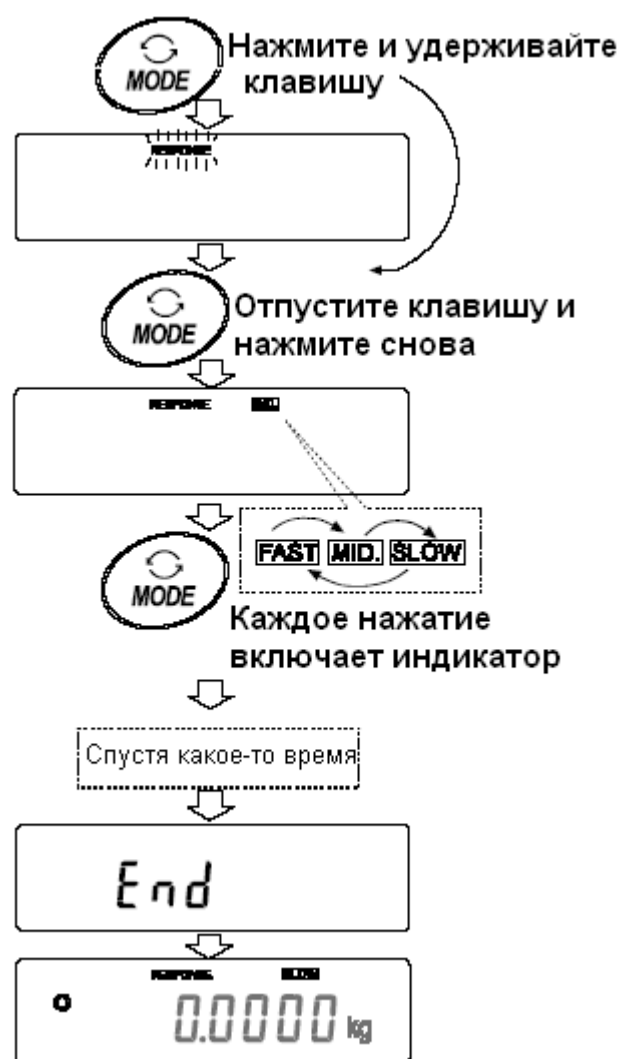 MODE
Нажмите и удерживайте
клавишу
RESPONSE
MODE
Отпустите клавишу и
нажмите снова
RESPONSE
FAST MID. SLOW
MODE
Каждое нажатие
включает индикатор
Спустя какое-то время
End
RESPONSE SLOW
0.0000 kg